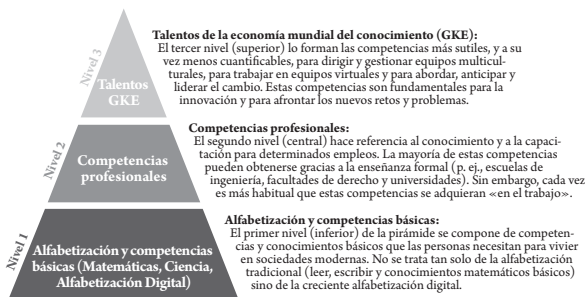 Talentos de la economía mundial del conocimiento (GKE):
El tercer nivel (superior) lo forman las competencias más sutiles, y a su
vez menos cuantificables, para dirigir y gestionar equipos multicul-
turales, para trabajar en equipos virtuales y para abordar, anticipar y
liderar el cambio. Estas competencias son fundamentales para la
innovación y para afrontar los nuevos retos y problemas.
Nivel 3
Talentos
GKE
Competencias profesionales:
El segundo nivel (central) hace referencia al conocimiento y a la capaci-
tación para determinados empleos. La mayoría de estas competencias
pueden obtenerse gracias a la enseñanza formal (p. ej., escuelas de
ingeniería, facultades de derecho y universidades). Sin embargo, cada vez
es más habitual que estas competencias se adquieran «en el trabajo».
Nivel 2
Competencias
profesionales
Alfabetización y competencias básicas:
El primer nivel (inferior) de la pirámide se compone de competen-
cias y conocimientos básicos que las personas necesitan para vivier
en sociedades modernas. No se trata tan solo de la alfabetización
tradicional (leer, escribir y conocimientos matemáticos básicos)
sino de la creciente alfabetización digital.
Nivel 1
Alfabetización y competencias
básicas (Matemáticas, Ciencia,
Alfabetización Digital)